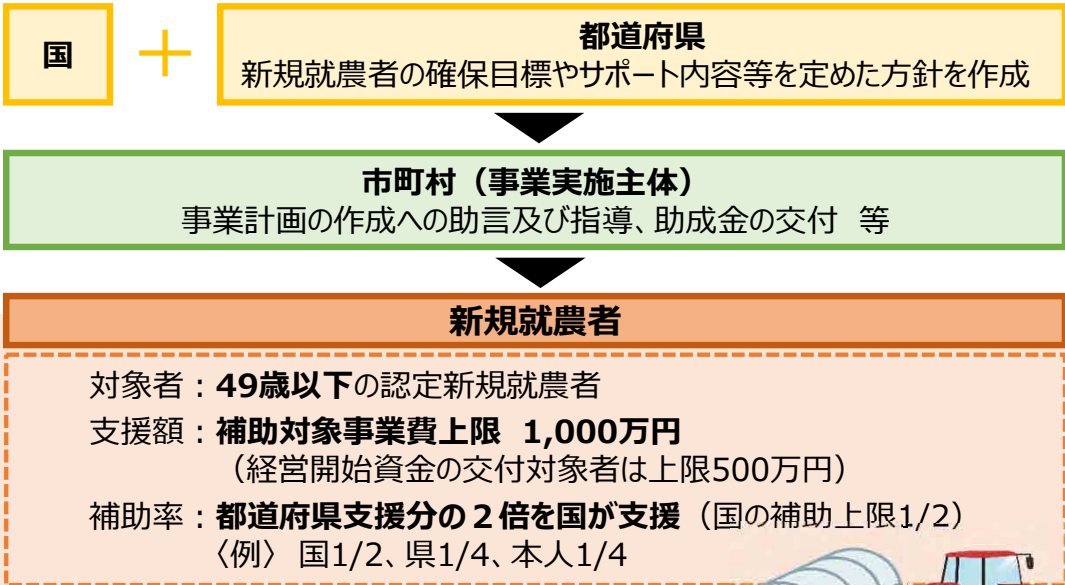 国
＋
都道府県
新規就農者の確保目標やサポート内容等を定めた方針を作成
市町村（事業実施主体）
事業計画の作成への助言及び指導、助成金の交付　等
新規就農者
対象者：49歳以下の認定新規就農者
支援額：補助対象事業費上限　1,000万円
（経営開始資金の交付対象者は上限500万円）
補助率：都道府県支援分の２倍を国が支援（国の補助上限1/2）
〈例〉 国1/2、県1/4、本人1/4